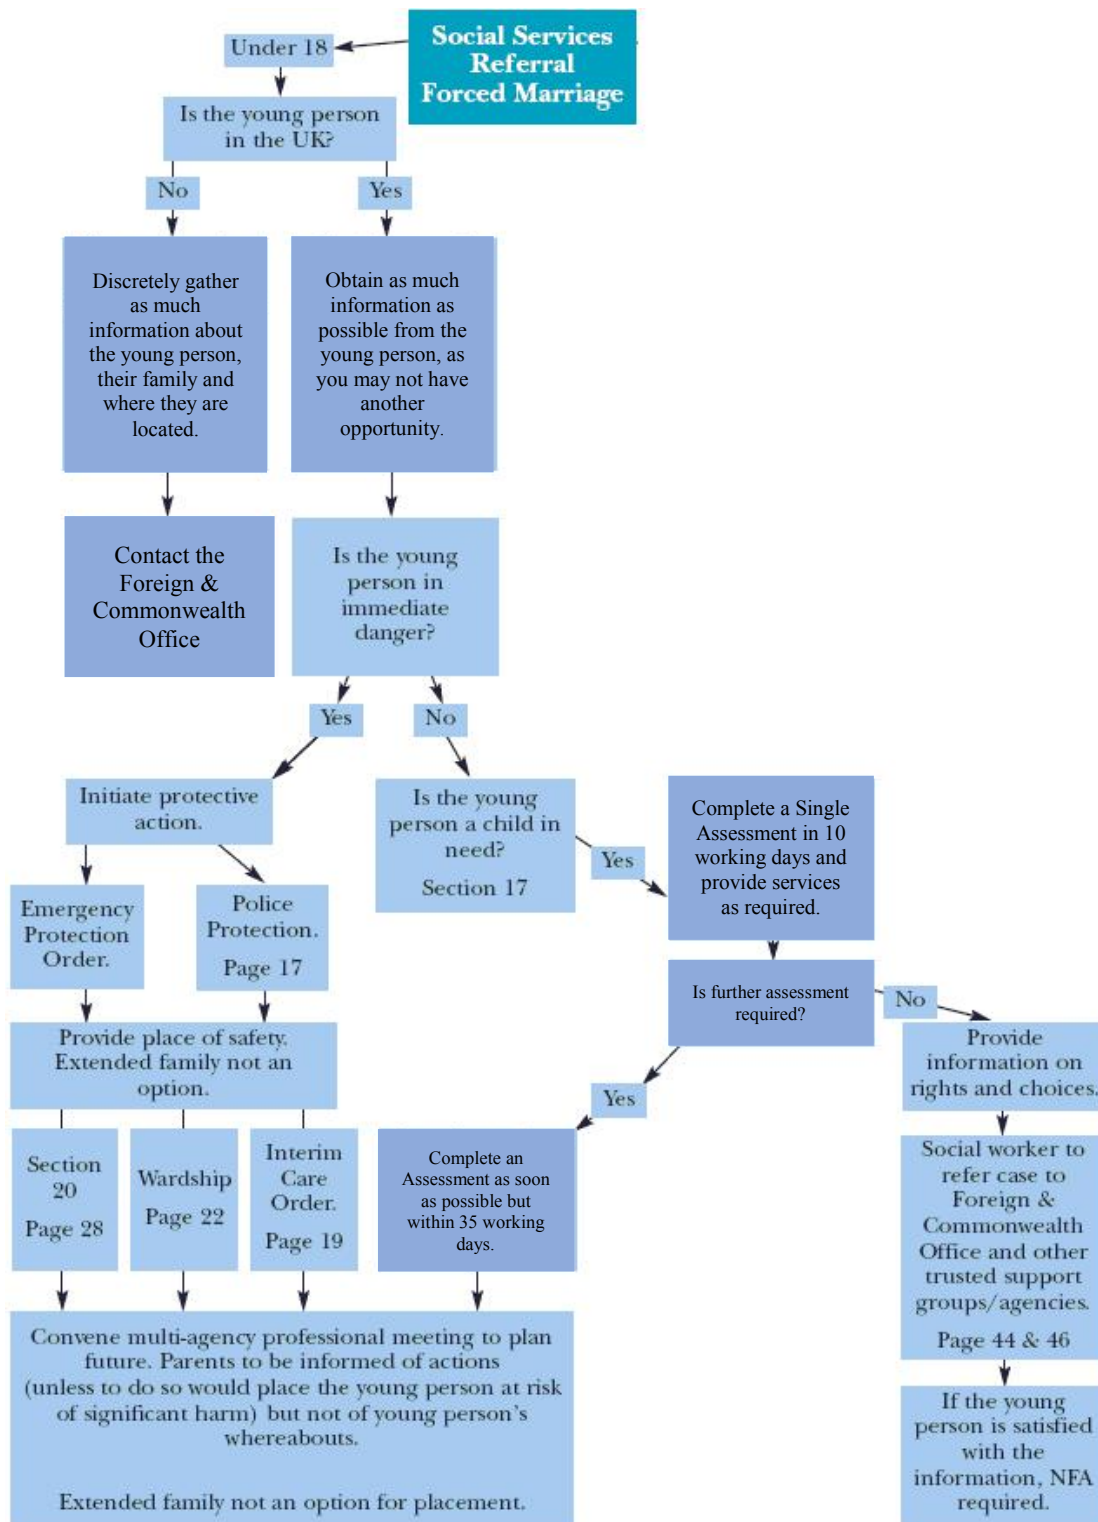 Social Services
Referral
Forced Marriage
Under 18
Is the young person
in the UK?
No
Yes
Discretely gather
as much
information about
the young person,
their family and
where they are
located.
Obtain as much
information as
possible from the
young person, as
you may not have
another
opportunity.
Contact the
Foreign &
Commonwealth
Office
Is the young
person in
immediate
danger?
Yes
No
Initiate protective
action.
Is the young
person a child in
need?
Section 17
Yes
Complete a Single
Assessment in 10
working days and
provide services
as required.
Emergency
Protection
Order.
Police
Protection.
Page 17
Is further assessment
required?
No
Yes
Provide place of safety.
Extended family not an
option.
Provide
information on
rights and choices.
Section
20
Page 28
Wardship
Page 22
Interim
Care
Order.
Page 19
Complete an
Assessment as soon
as possible but
within 35 working
days.
Social worker to
refer case to
Foreign &
Commonwealth
Office and other
trusted support
groups/agencies.
Page 44 & 46
Convene multi-agency professional meeting to plan
future. Parents to be informed of actions
(unless to do so would place the young person at risk
of significant harm) but not of young person's
whereabouts.
Extended family not an option for placement.
If the young
person is satisfied
with the
information, NFA
required.